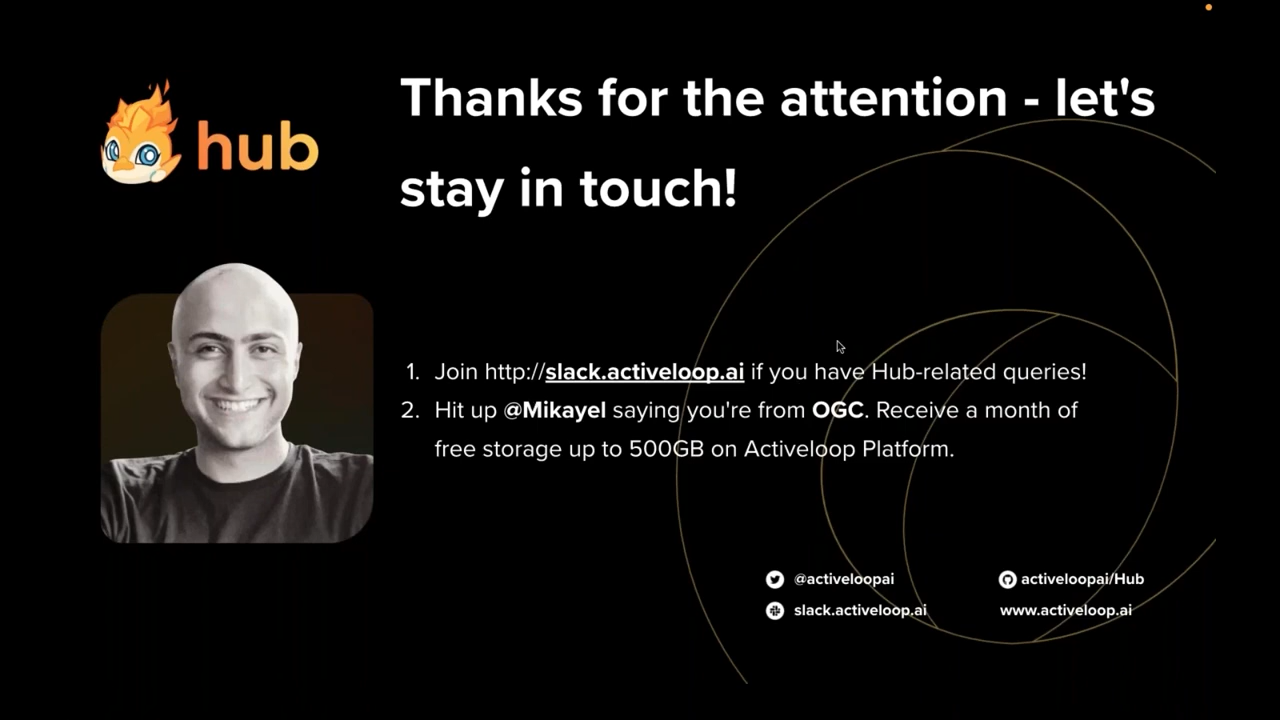 hub
Thanks for the attention - let's
stay in touch!
1. Join http://slack.activeloop.ai if you have Hub-related queries!
2. Hit up @Mikayel saying you're from OGC. Receive a month of
free storage up to 500GB on Activeloop Platform.
@activeloopai
activeloopai/Hub
slack.activeloop.ai
www.activeloop.ai